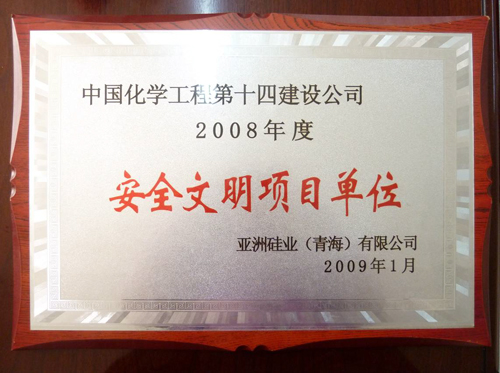 中国化学工程第十四建设公司
2008年度
安全文明项目单位
亚洲硅业（青海）有限公司
2009年1月